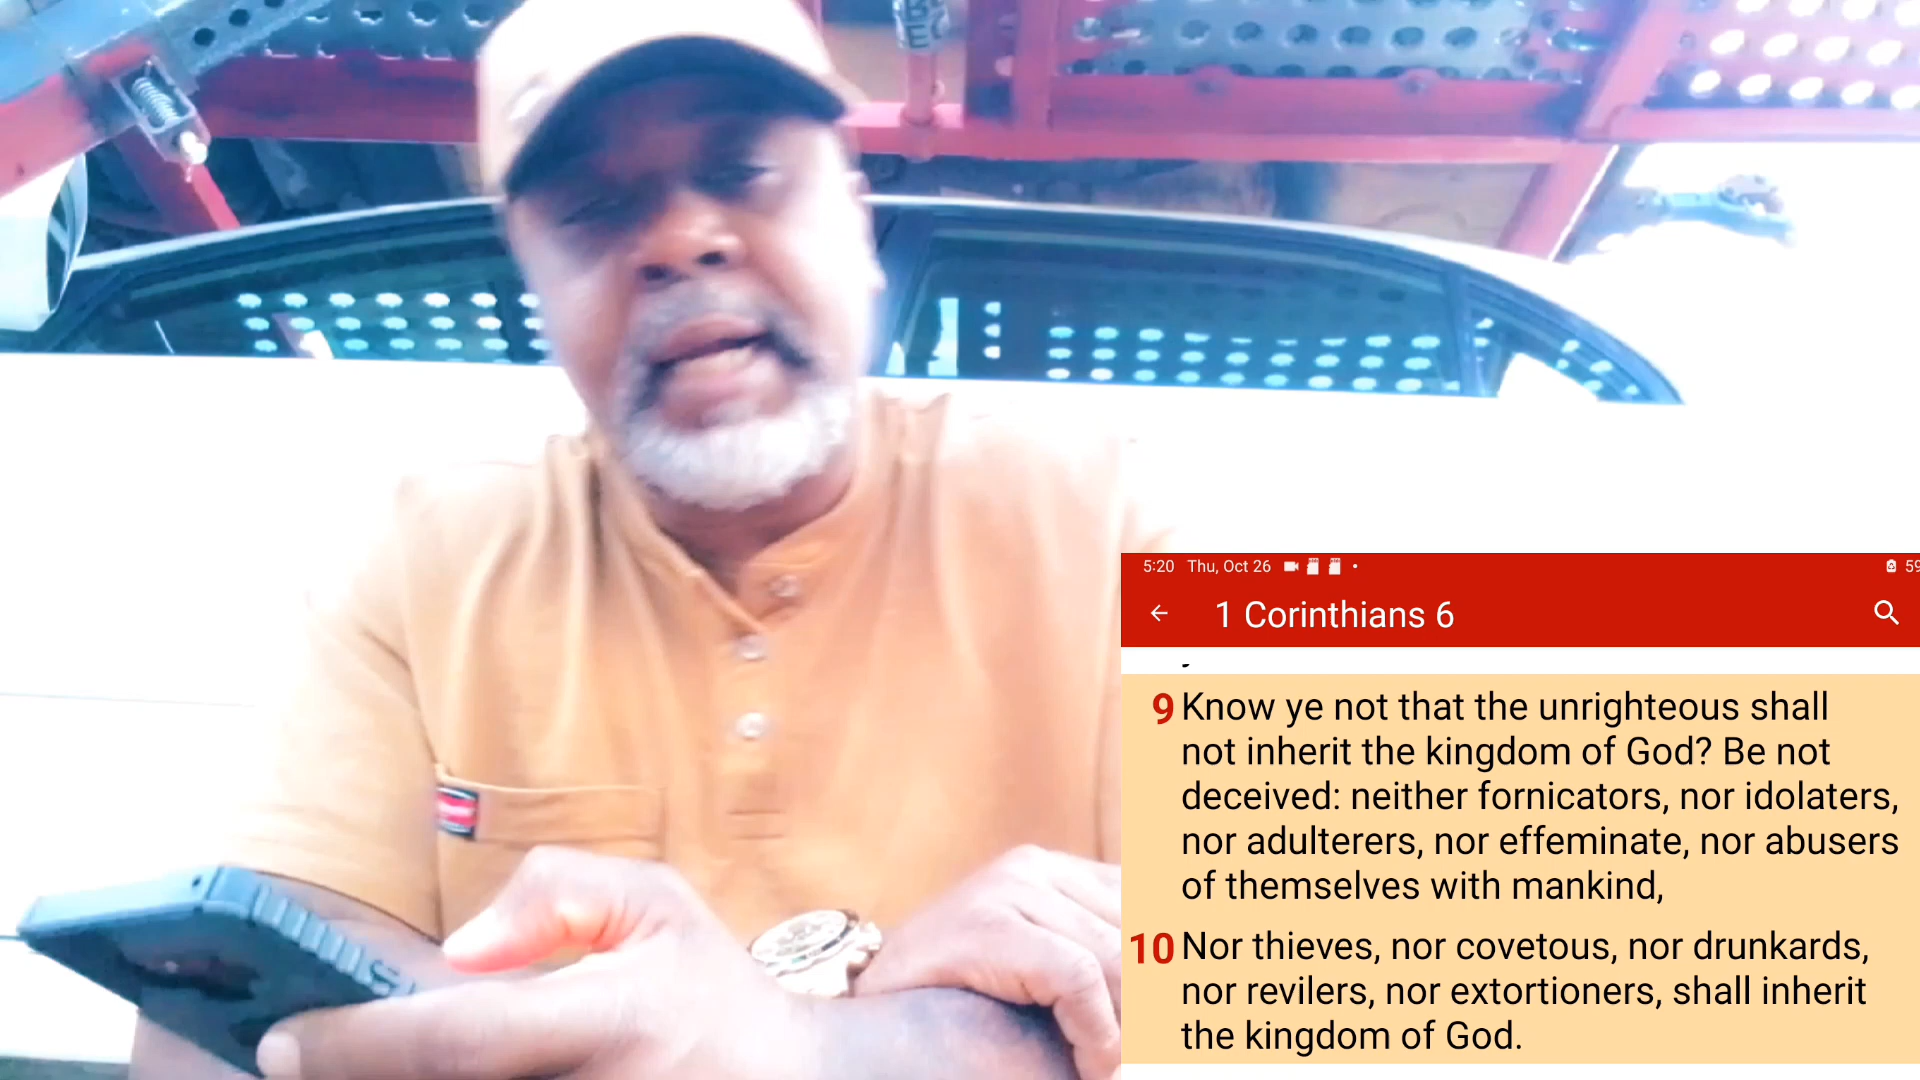 5:20 Thu, Oct 26 • 59
1 Corinthians 6
9 Know ye not that the unrighteous shall
not inherit the kingdom of God? Be not
deceived: neither fornicators, nor idolaters,
nor adulterers, nor effeminate, nor abusers
of themselves with mankind,
10 Nor thieves, nor covetous, nor drunkards,
nor revilers, nor extortioners, shall inherit
the kingdom of God.